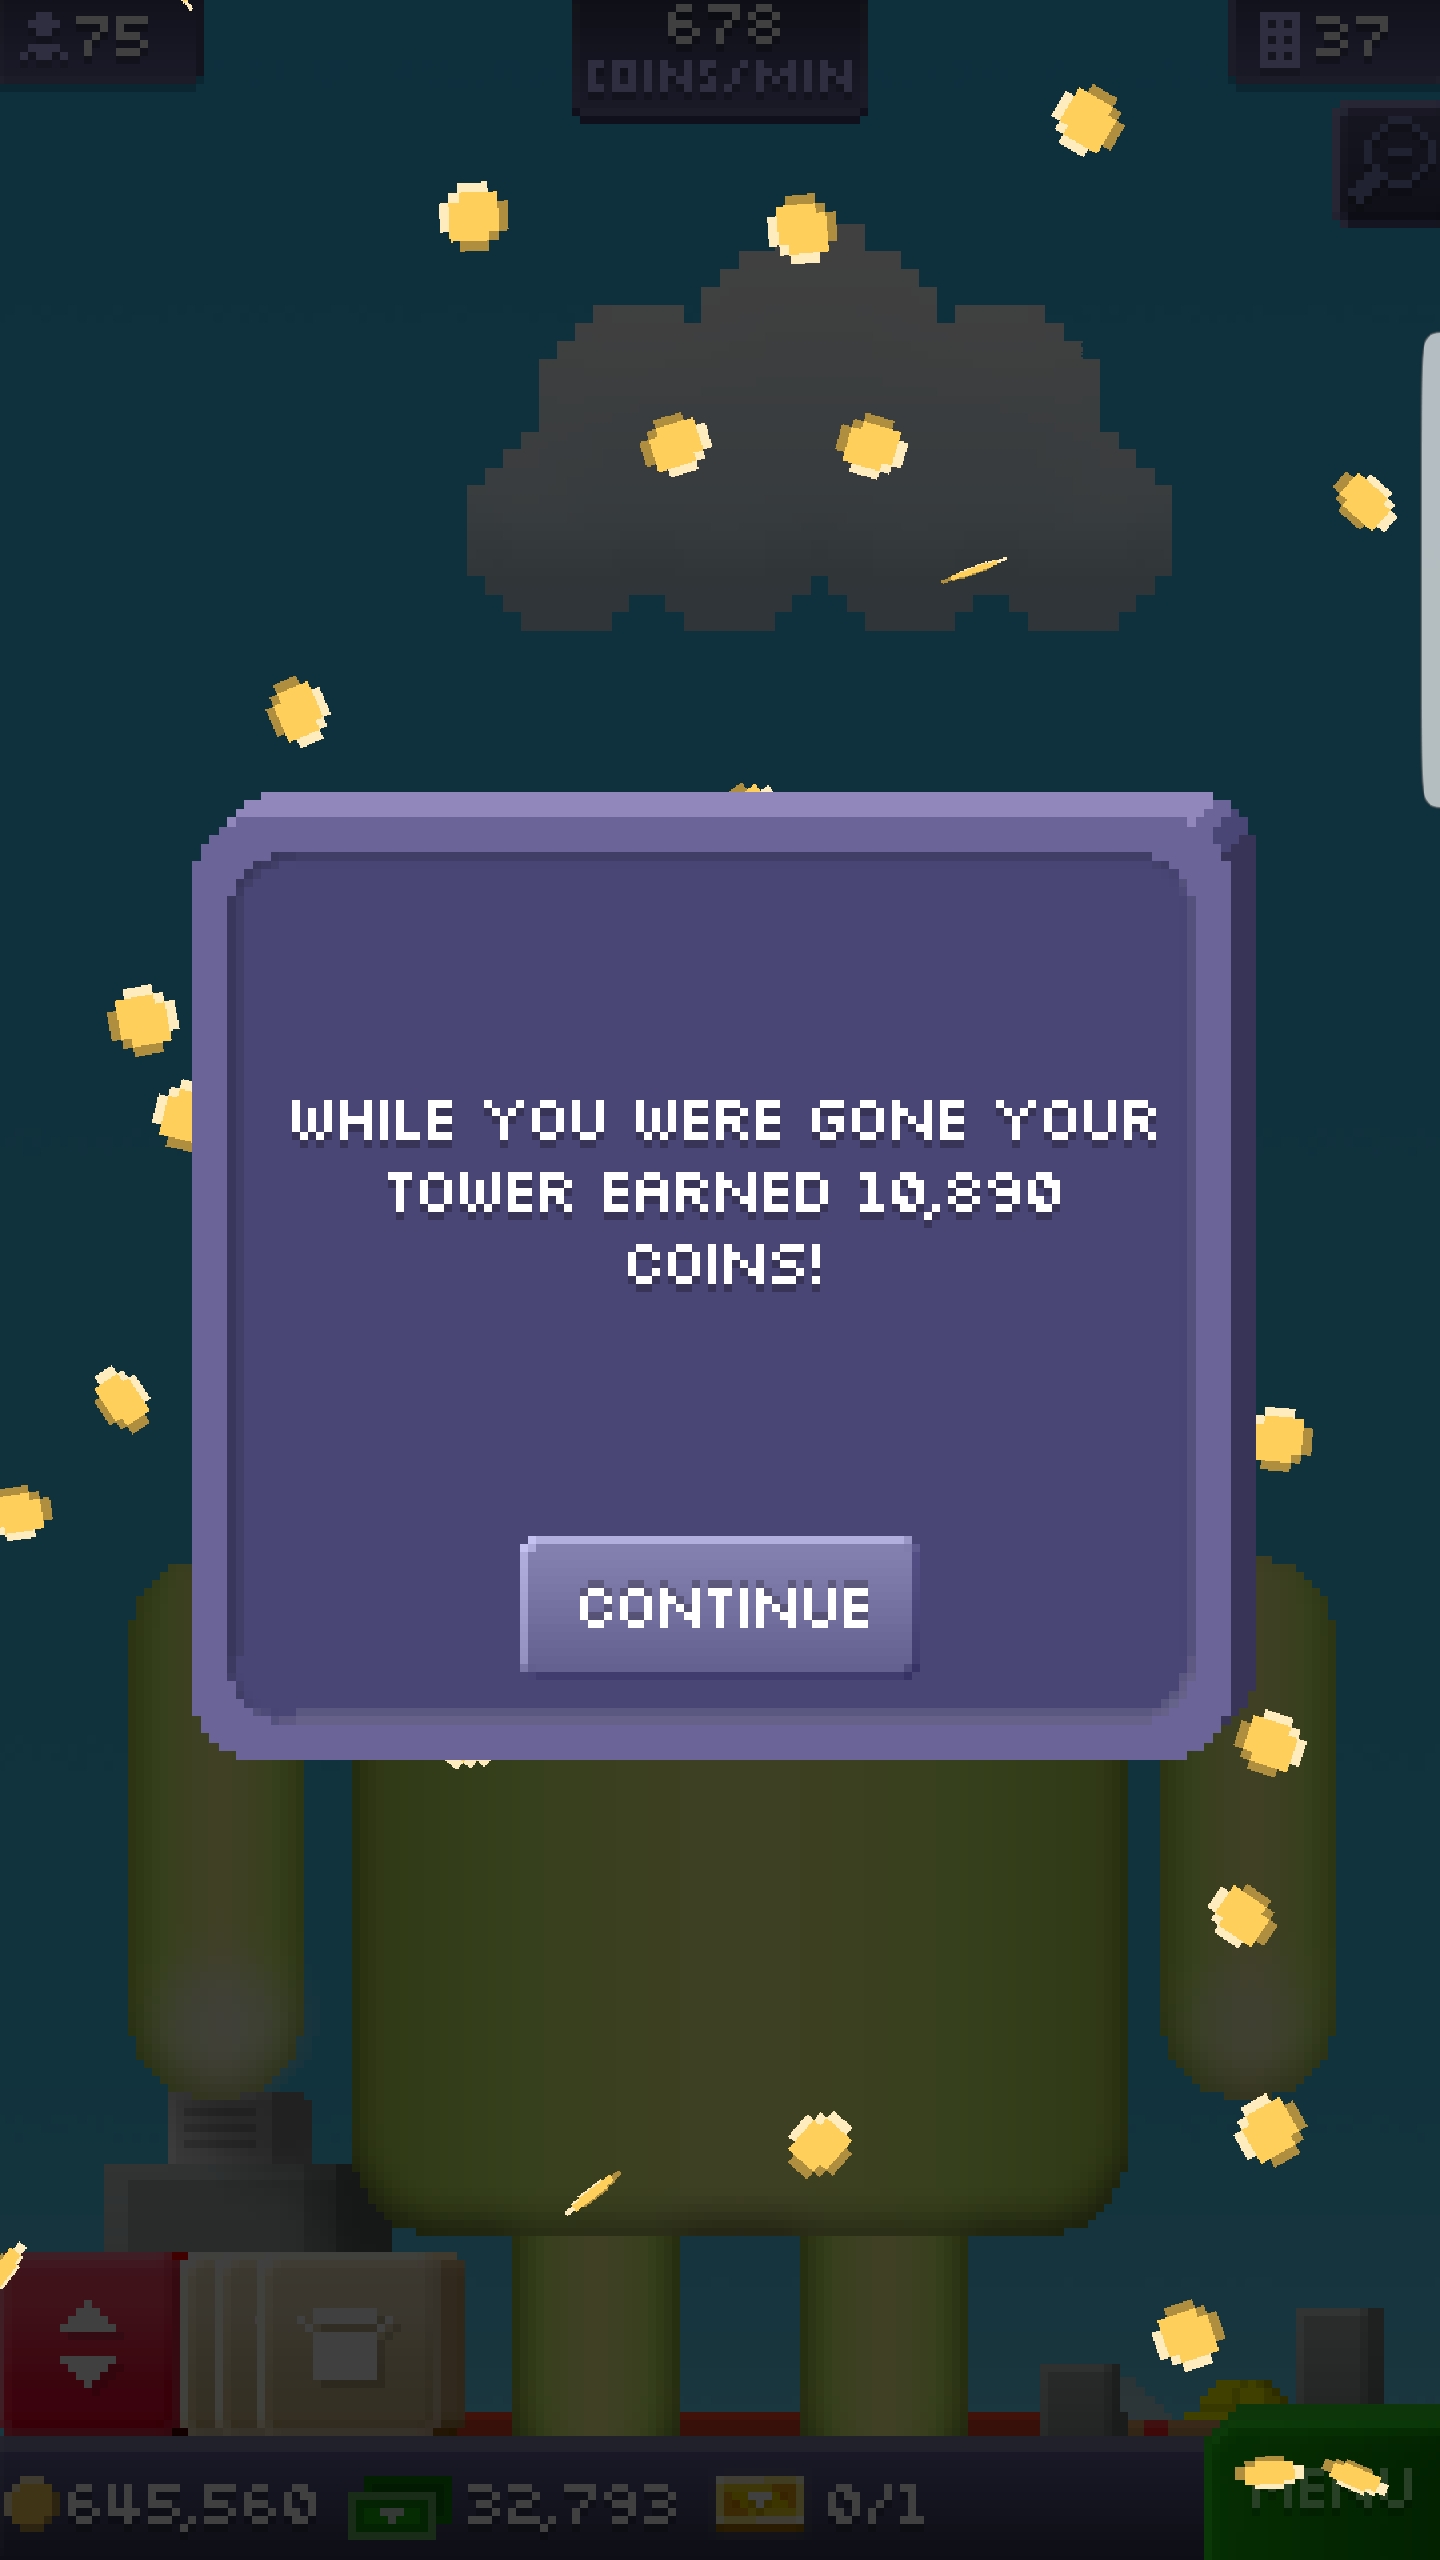 75
678
COINS/MIN
37
WHILE YOU WERE GONE YOUR
TOWER EARNED 10,890
COINS!
CONTINUE
645,560 32,793 0/1
MENU